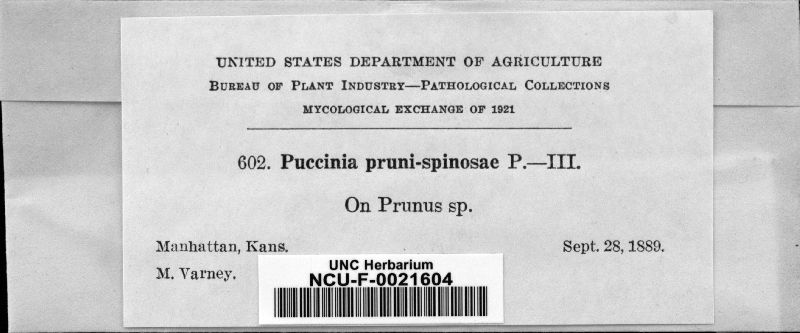 UNITED STATES DEPARTMENT OF AGRICULTURE
BUREAU OF PLANT INDUSTRY—PATHOLOGICAL COLLECTIONS
MYCOLOGICAL EXCHANGE OF 1921
602. Puccinia pruni-spinosae P.—III.
On Prunus sp.
Manhattan, Kans. Sept. 28, 1889.
M. Varney.
UNC Herbarium
NCU-F-0021604